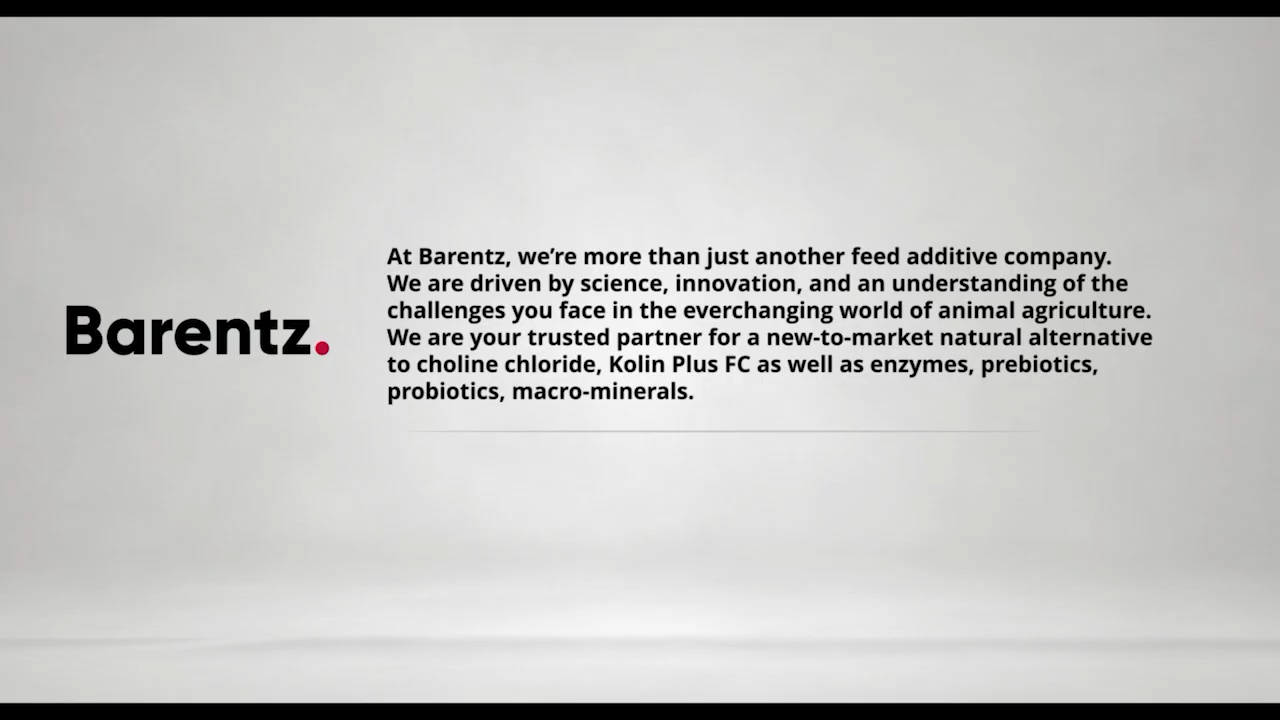 Barentz.
At Barentz, we’re more than just another feed additive company.
We are driven by science, innovation, and an understanding of the
challenges you face in the everchanging world of animal agriculture.
We are your trusted partner for a new-to-market natural alternative
to choline chloride, Kolin Plus FC as well as enzymes, prebiotics,
probiotics, macro-minerals.